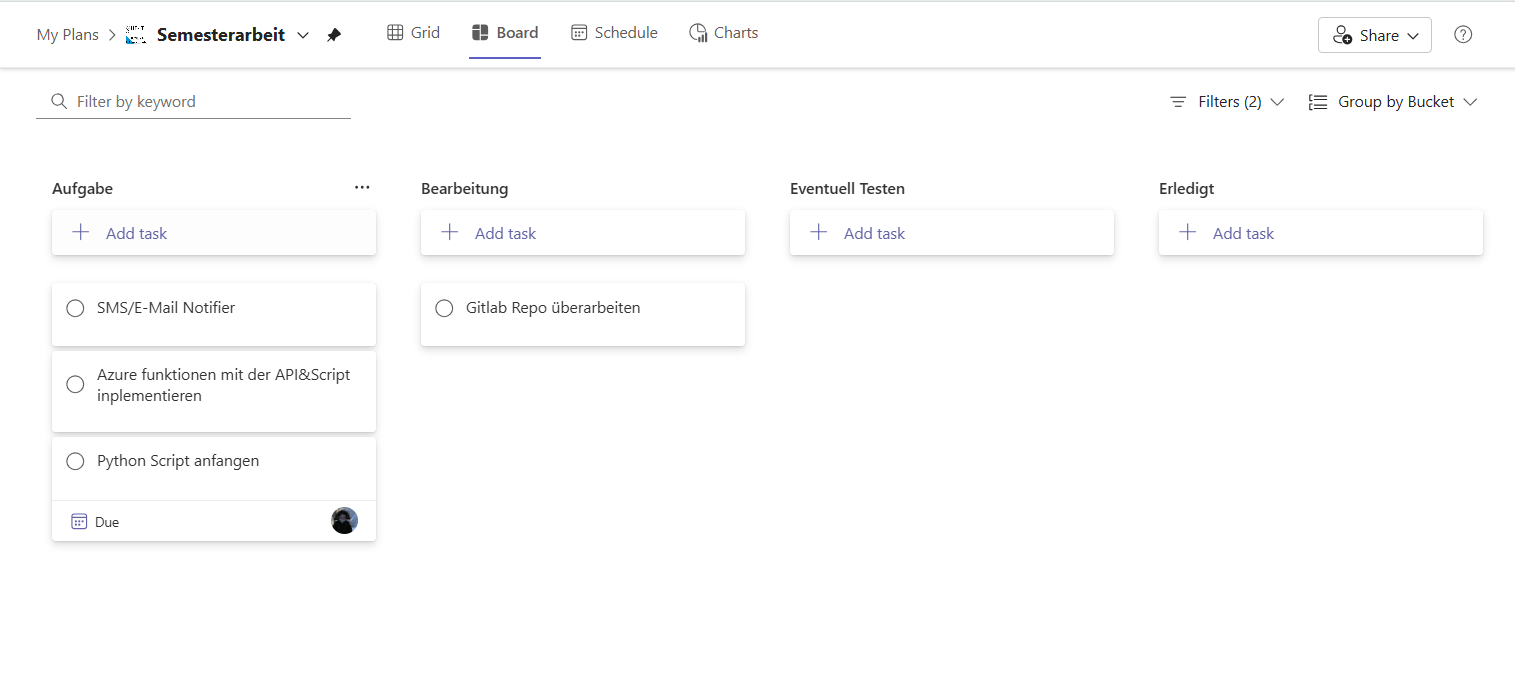 My Plans > Semesterarbeit
Grid
Board
Schedule
Charts
Share
Filter by keyword
Filters (2)
Group by Bucket
Aufgabe
Add task
SMS/E-Mail Notifier
Azure funktionen mit der API&Script
inplementieren
Python Script anfangen
Due
Bearbeitung
Add task
Gitlab Repo überarbeiten
Eventuell Testen
Add task
Erledigt
Add task